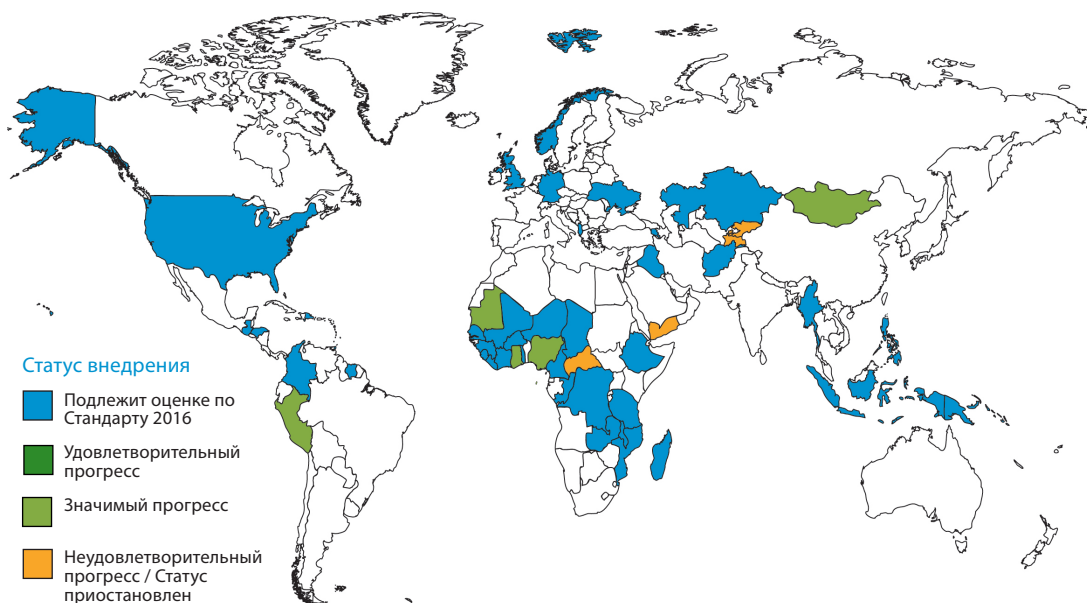 Статус внедрения
Подлежит оценке по
Стандарту 2016
Удовлетворительный
прогресс
Значимый прогресс
Неудовлетворительный
прогресс / Статус
приостановлен